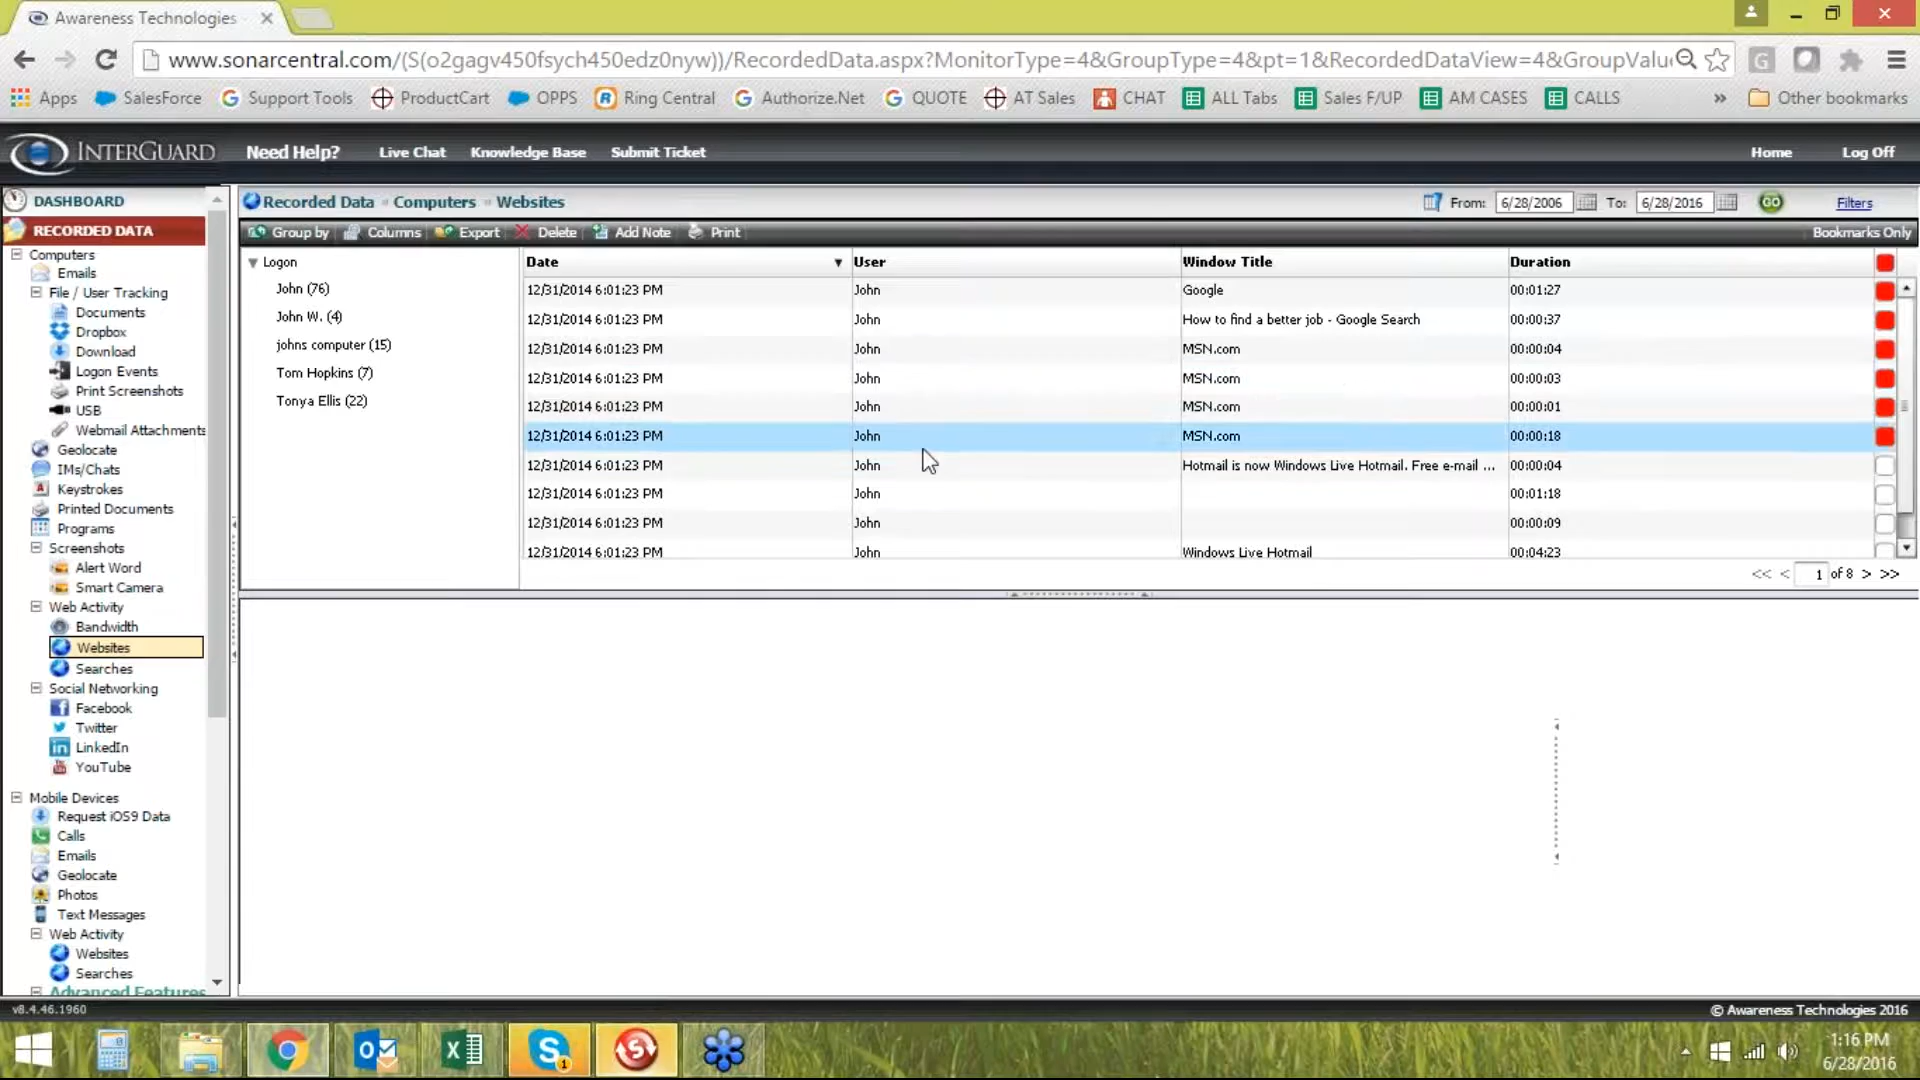 Awareness Technologies
www.sonarcentral.com/(S(o2gagv450fsych450edz0nyw))/RecordedData.aspx?MonitorType=4&GroupType=4&pt=1&RecordedDataView=4&GroupValu
Apps SalesForce Support Tools ProductCart OPPS Ring Central Authorize.Net QUOTE AT Sales CHAT ALL Tabs Sales F/UP AM CASES CALLS » Other bookmarks
INTERGUARD Need Help? Live Chat Knowledge Base Submit Ticket Home Log Off
DASHBOARD
RECORDED DATA
Computers
Emails
File / User Tracking
Documents
Dropbox
Download
Logon Events
Print Screenshots
USB
Webmail Attachments
Geolocate
IMs/Chats
Keystrokes
Printed Documents
Programs
Screenshots
Alert Word
Smart Camera
Web Activity
Bandwidth
Websites
Searches
Social Networking
Facebook
Twitter
LinkedIn
YouTube
Mobile Devices
Request iOS9 Data
Calls
Emails
Geolocate
Photos
Text Messages
Web Activity
Websites
Searches
Advanced Features
Recorded Data Computers Websites From: 6/28/2006 To: 6/28/2016 GO Filters
Group by Columns Export Delete Add Note Print Bookmarks Only
Logon
John (76)
John W. (4)
johns computer (15)
Tom Hopkins (7)
Tonya Ellis (22)
Date User Window Title Duration
12/31/2014 6:01:23 PM John Google 00:01:27
12/31/2014 6:01:23 PM John How to find a better job - Google Search 00:00:37
12/31/2014 6:01:23 PM John MSN.com 00:00:04
12/31/2014 6:01:23 PM John MSN.com 00:00:03
12/31/2014 6:01:23 PM John MSN.com 00:00:01
12/31/2014 6:01:23 PM John MSN.com 00:00:18
12/31/2014 6:01:23 PM John Hotmail is now Windows Live Hotmail. Free e-mail ... 00:00:04
12/31/2014 6:01:23 PM John 00:01:18
12/31/2014 6:01:23 PM John 00:00:09
12/31/2014 6:01:23 PM John Windows Live Hotmail 00:04:23
<< < 1 of 8 > >>
v8.4.46.1960 © Awareness Technologies 2016
1:16 PM
6/28/2016